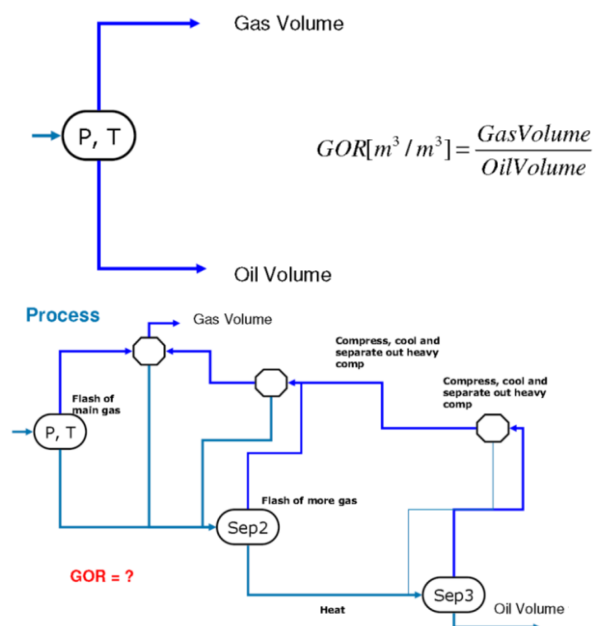 Gas Volume
P, T
GOR[m³ / m³] = GasVolume / OilVolume
Oil Volume
Process
Gas Volume
Compress, cool and
separate out heavy
comp
Compress, cool and
separate out heavy
comp
Flash of
main gas
P, T
Flash of more gas
Sep2
GOR = ?
Sep3
Heat
Oil Volume